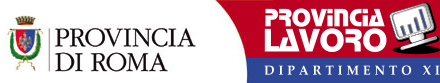 PROVINCIA
DI ROMA
PROVINCIA
LAVORO
DIPARTIMENTO XI